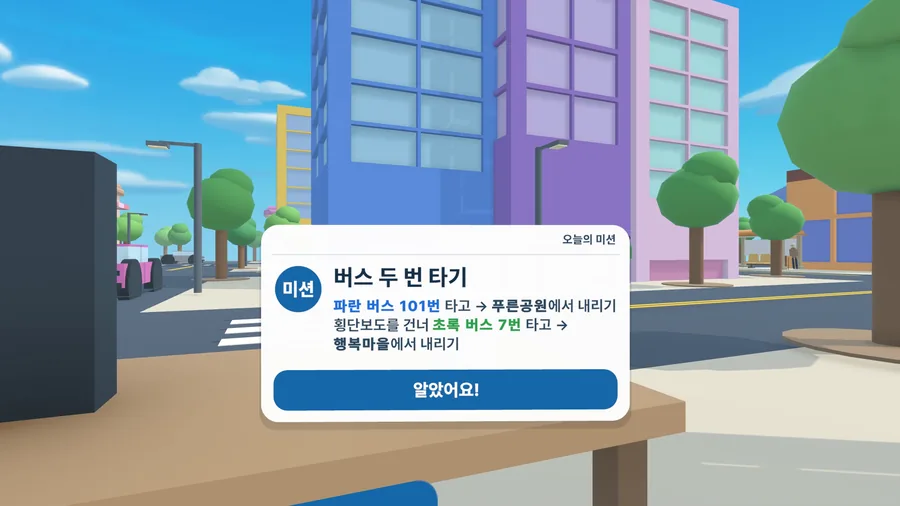 오늘의 미션
미션
버스 두 번 타기
파란 버스 101번 타고 → 푸른공원에서 내리기
횡단보도를 건너 초록 버스 7번 타고 →
행복마을에서 내리기
알았어요!